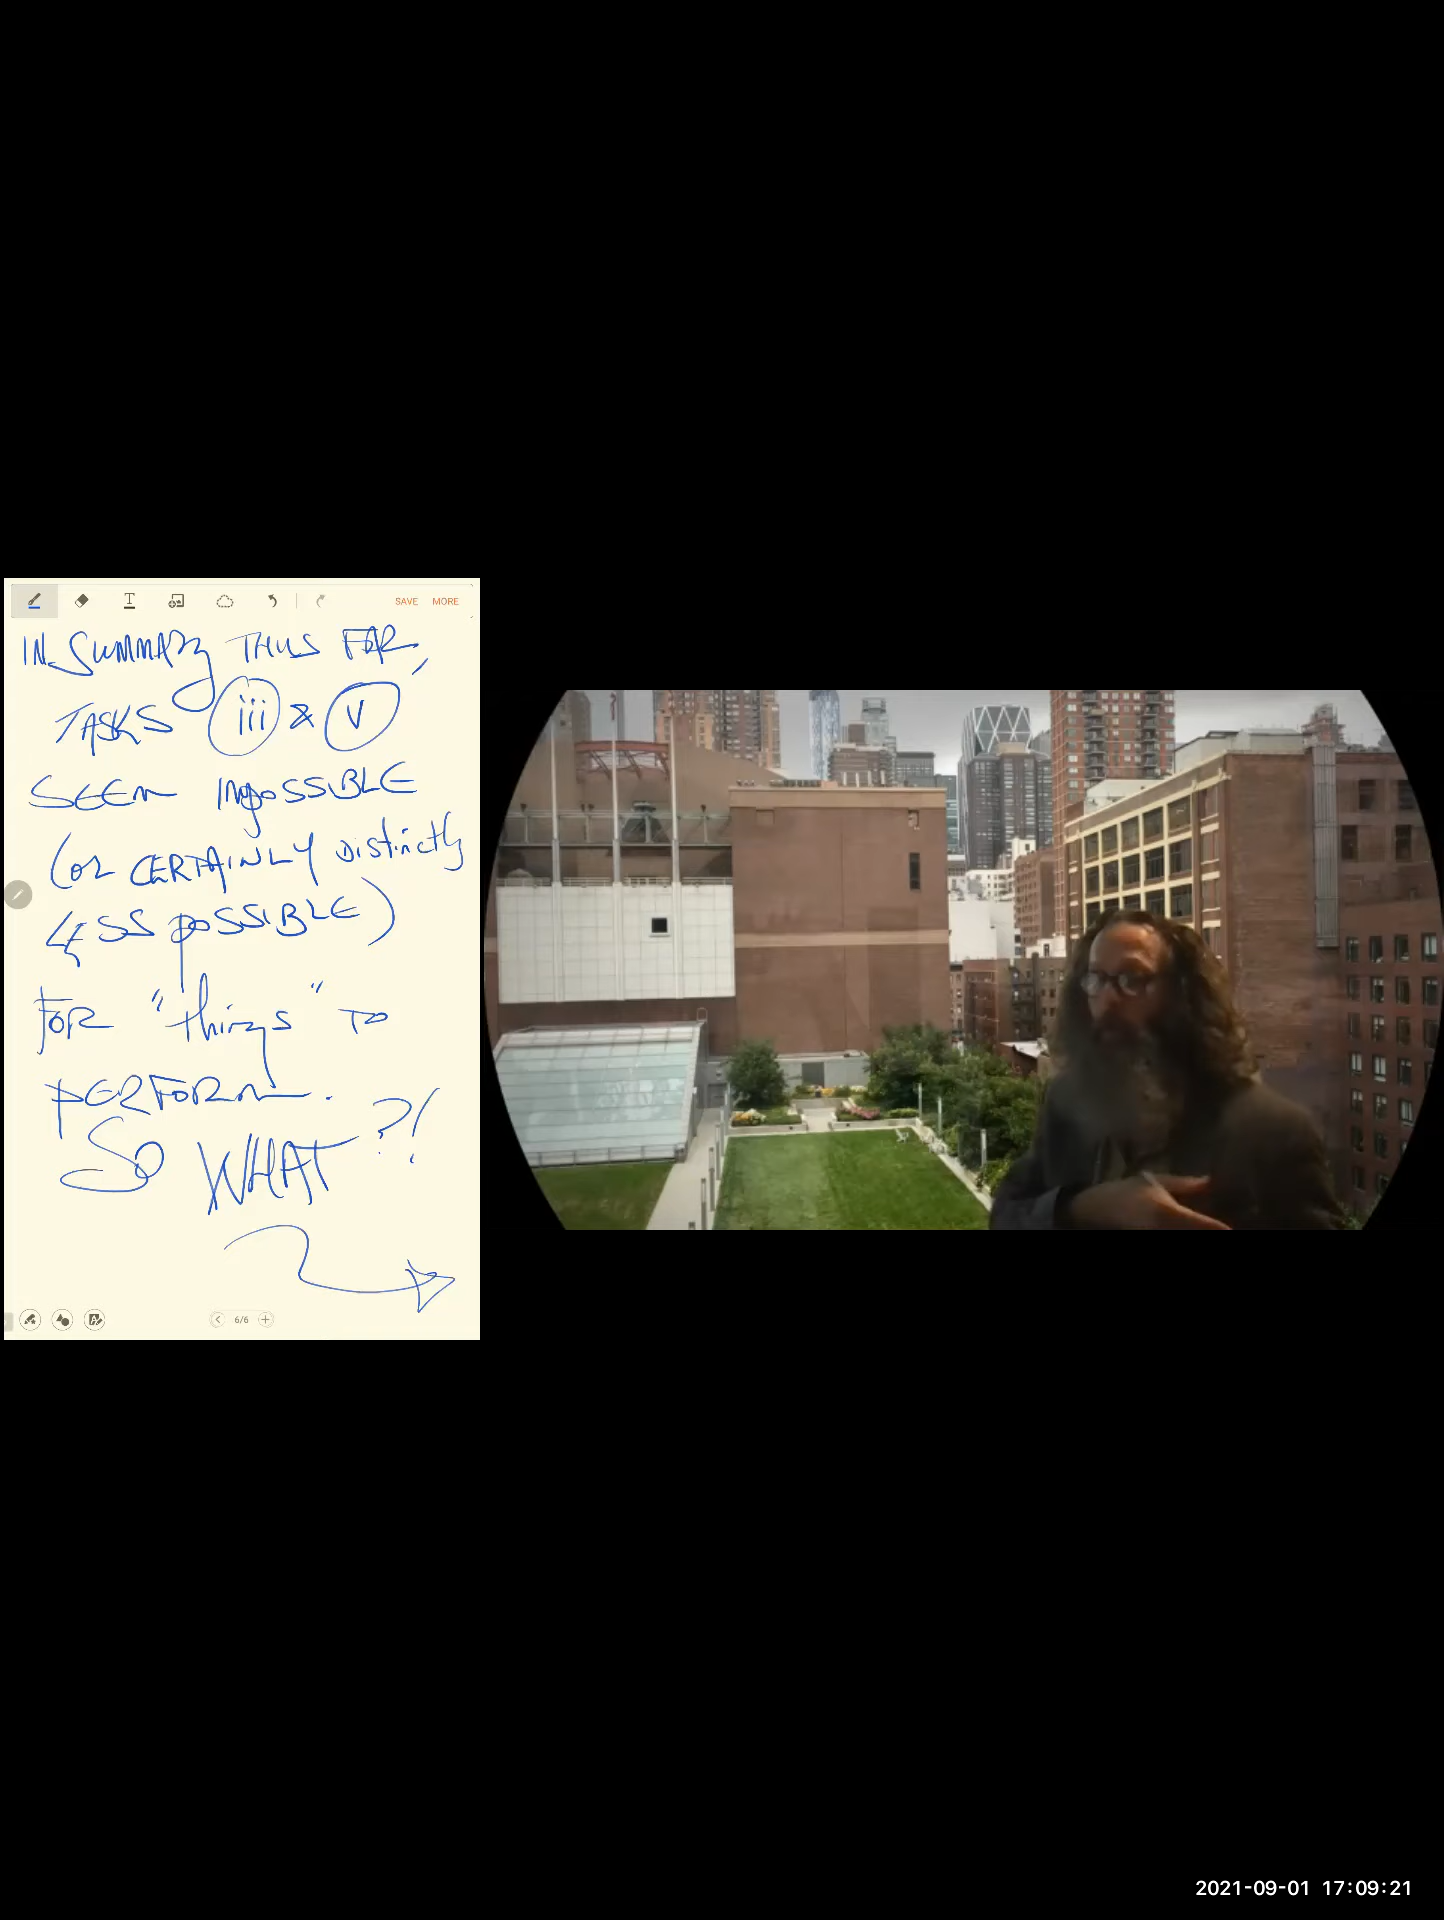 SAVE MORE
IN SUMMARY THUS FAR,
TASKS iii & v
SEEM IMPOSSIBLE
(OR CERTAINLY DISTINCTLY
LESS POSSIBLE)
FOR "things" TO
PERFORM.
SO WHAT?!
6/6
2021-09-01 17:09:21